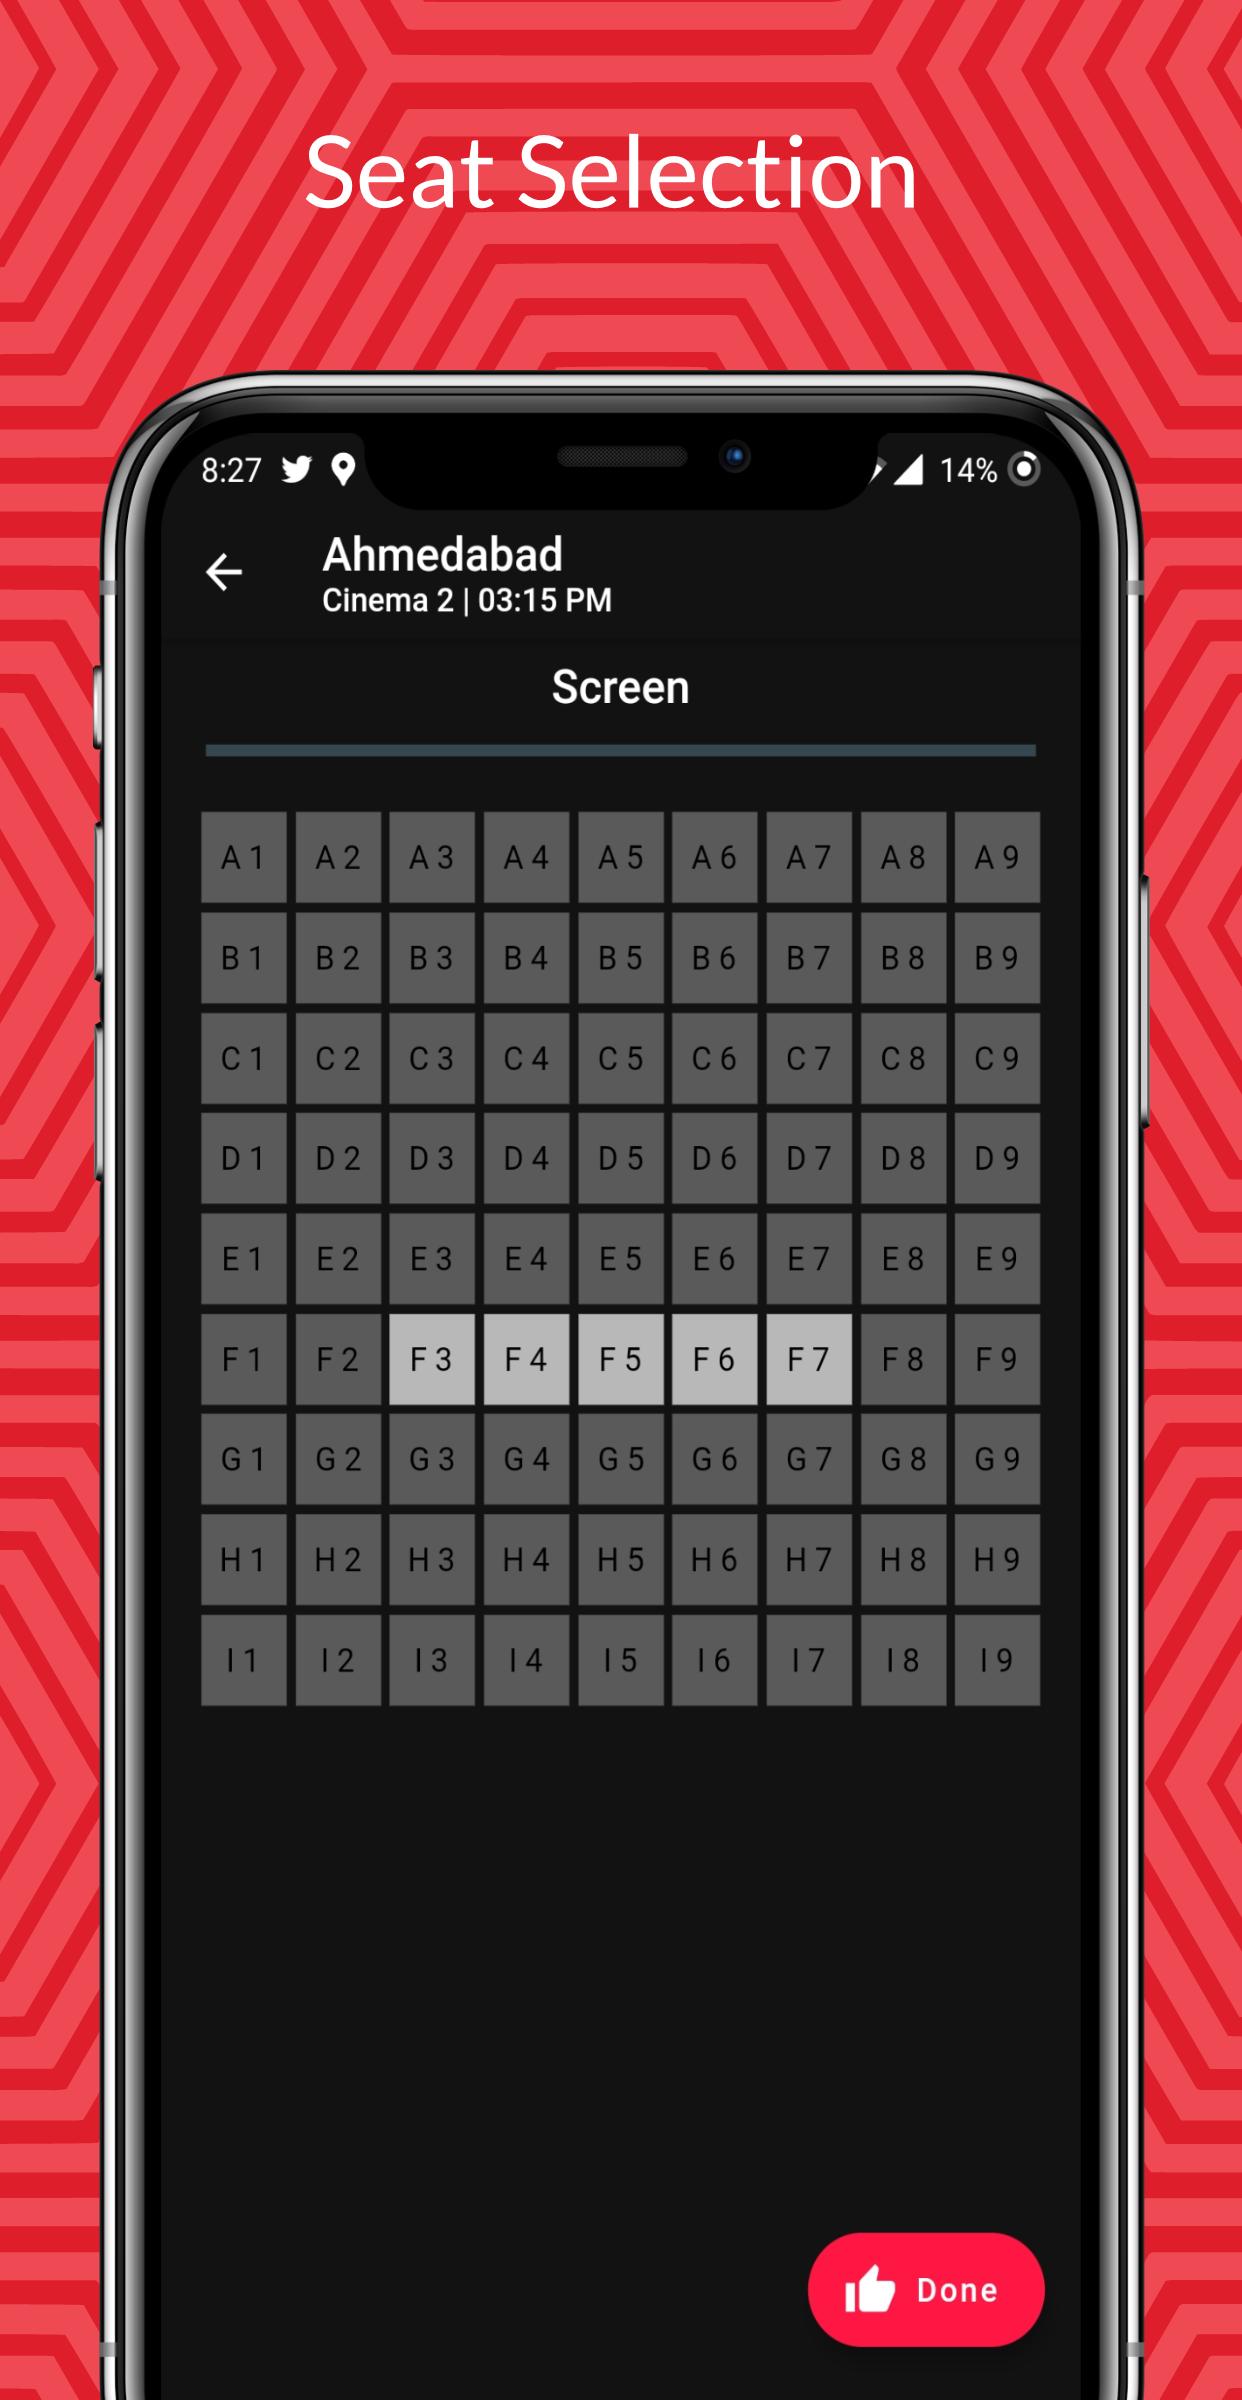 Seat Selection
8:27 14%
Ahmedabad
Cinema 2 | 03:15 PM
Screen
A 1 A 2 A 3 A 4 A 5 A 6 A 7 A 8 A 9
B 1 B 2 B 3 B 4 B 5 B 6 B 7 B 8 B 9
C 1 C 2 C 3 C 4 C 5 C 6 C 7 C 8 C 9
D 1 D 2 D 3 D 4 D 5 D 6 D 7 D 8 D 9
E 1 E 2 E 3 E 4 E 5 E 6 E 7 E 8 E 9
F 1 F 2 F 3 F 4 F 5 F 6 F 7 F 8 F 9
G 1 G 2 G 3 G 4 G 5 G 6 G 7 G 8 G 9
H 1 H 2 H 3 H 4 H 5 H 6 H 7 H 8 H 9
I 1 I 2 I 3 I 4 I 5 I 6 I 7 I 8 I 9
Done